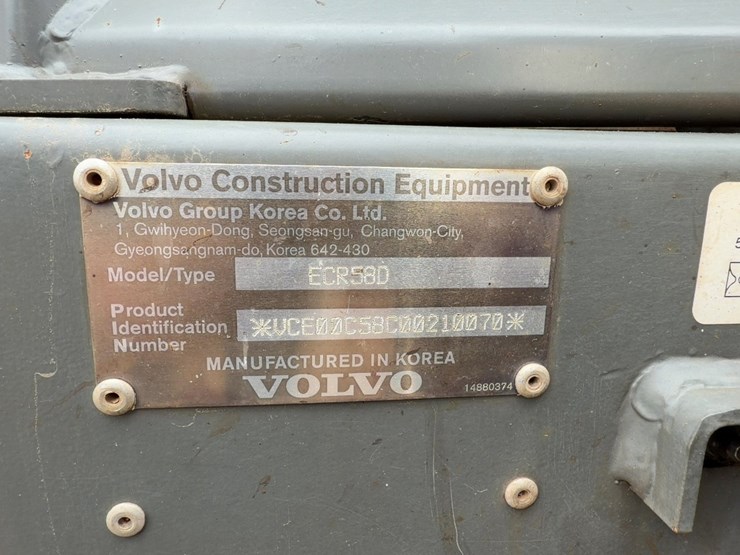 Volvo Construction Equipment
Volvo Group Korea Co. Ltd.
1, Gwihyeon-Dong, Seongsan-gu, Changwon-City,
Gyeongsangnam-do, Korea 642-430
Model/Type ECR58D
Product
Identification *VCE00C58C00210070*
Number
MANUFACTURED IN KOREA
VOLVO
14880374